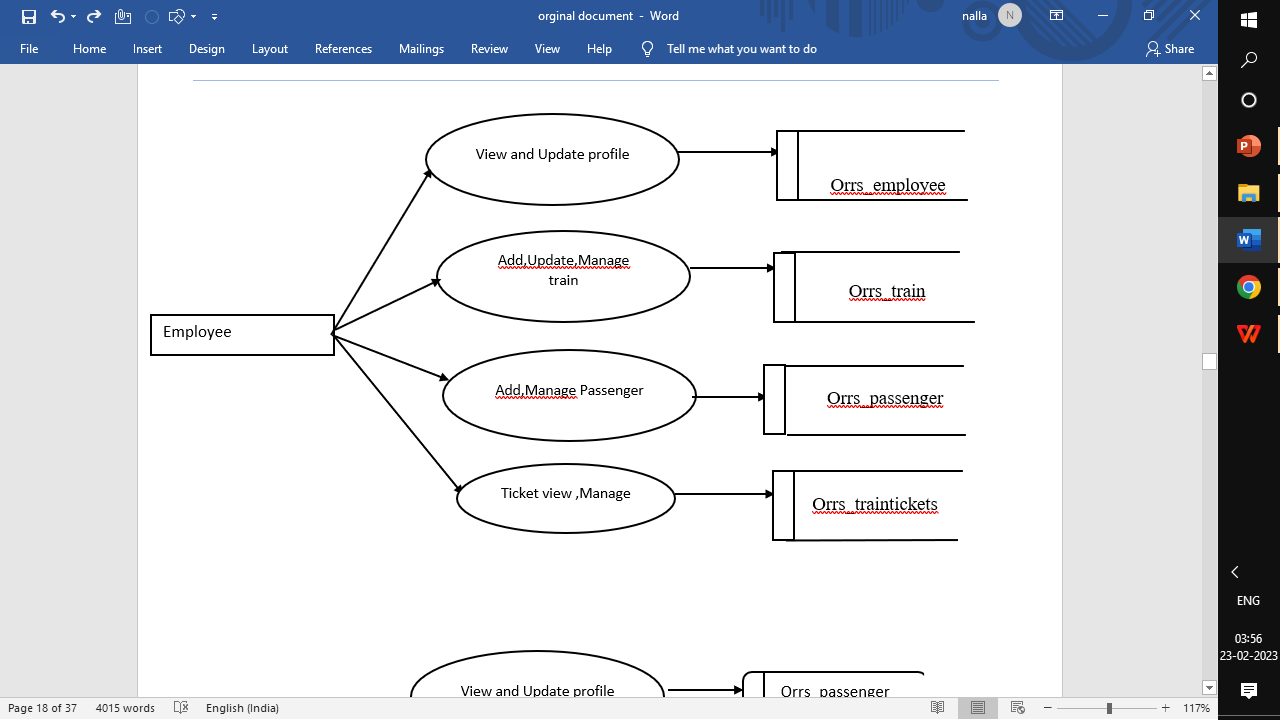 orginal document - Word
nalla
N
File
Home
Insert
Design
Layout
References
Mailings
Review
View
Help
Tell me what you want to do
Share
View and Update profile
Orrs_employee
Add,Update,Manage
train
Orrs_train
Employee
Add,Manage Passenger
Orrs_passenger
Ticket view ,Manage
Orrs_traintickets
View and Update profile
Orrs_passenger
ENG
03:56
23-02-2023
Page 18 of 37
4015 words
English (India)
117%